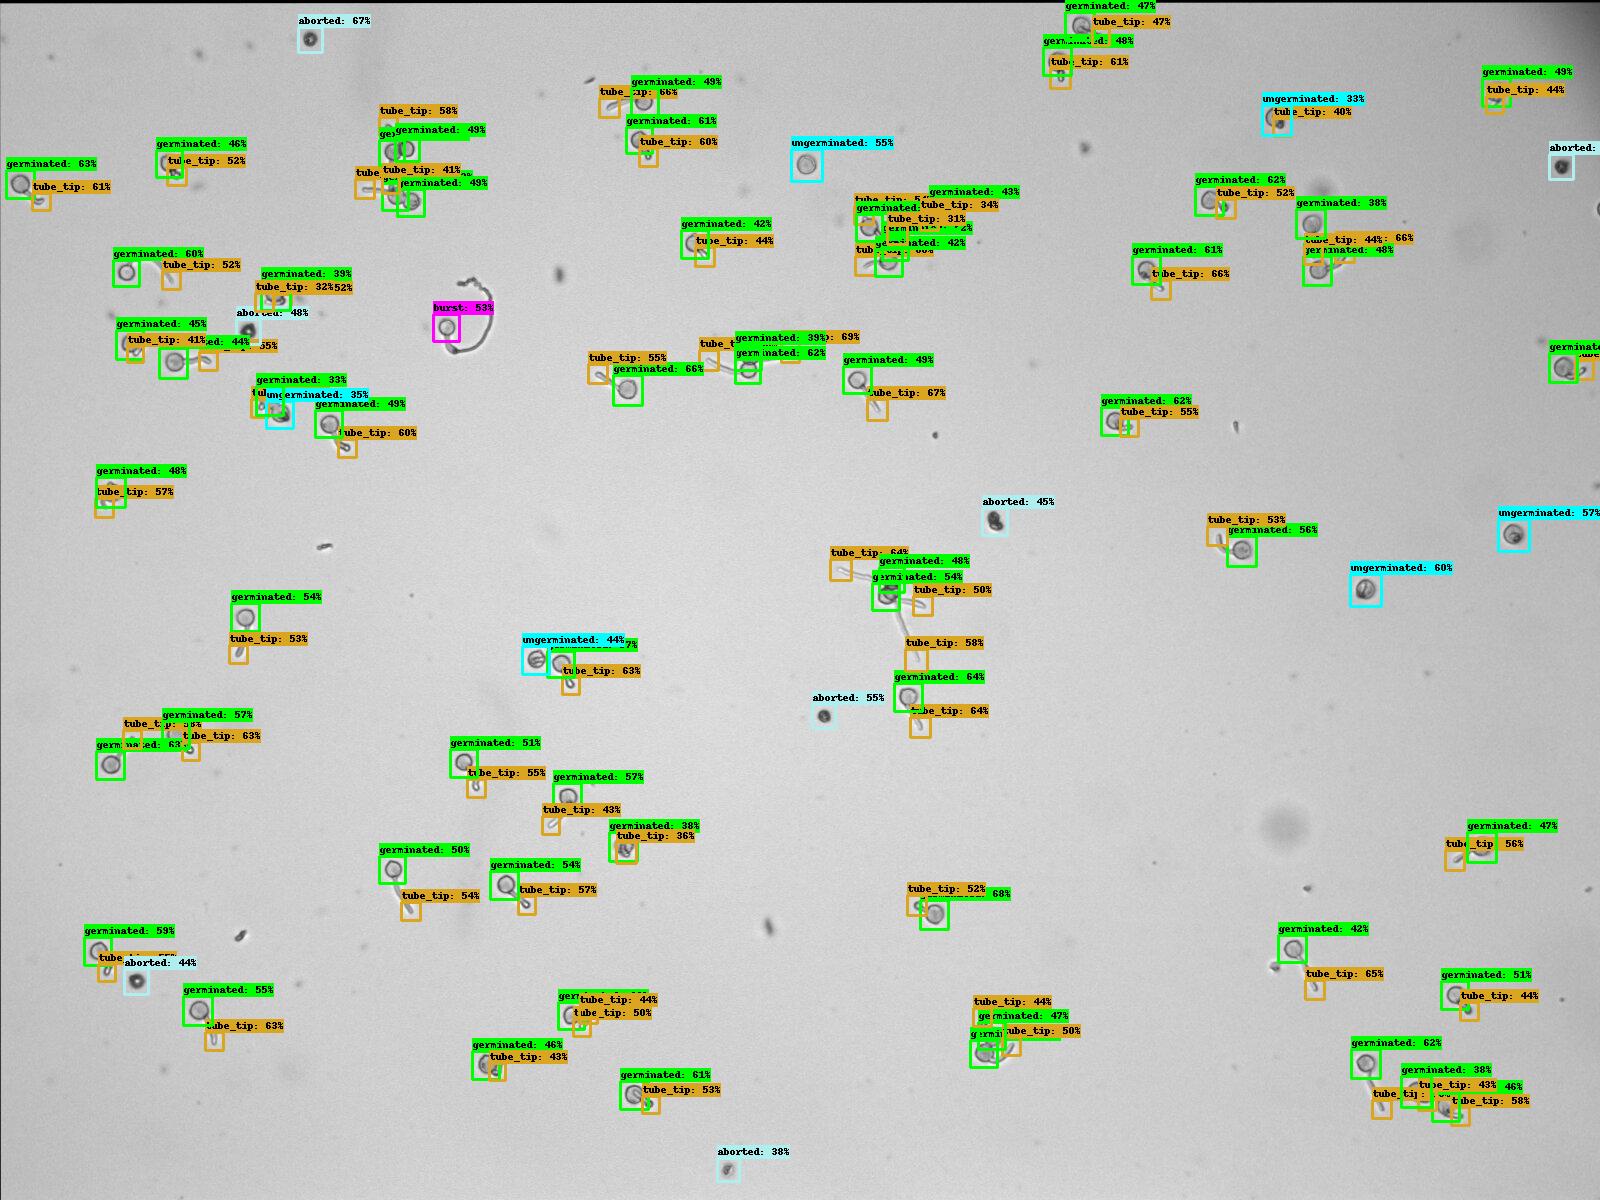 germinated: 47%
aborted: 67%
tube_tip: 47%
germinated: 48%
tube_tip: 61%
germinated: 49%
germinated: 49%
tube_tip: 66%
tube_tip: 44%
ungerminated: 33%
tube_tip: 58%
tube_tip: 40%
germinated: 61%
germinated: 49%
germinated: 46%
ungerminated: 55%
tube_tip: 60%
aborted:
germinated: 63%
tube_tip: 52%
tube_tip: 41%
germinated: 62%
germinated: 49%
tube_tip: 61%
germinated: 43%
tube_tip: 52%
tube_tip: 34%
germinated: 38%
germinated:
tube_tip: 31%
germinated: 42%
tube_tip: 44%
tube_tip: 44%
66%
germinated: 42%
germinated: 61%
48%
germinated: 60%
tube_tip: 52%
germinated: 39%
tube_tip: 66%
tube_tip: 32%
52%
burst: 53%
aborted: 48%
germinated: 45%
tube_tip: 41%
44%
germinated: 39%
69%
germinated: 62%
tube_tip: 55%
germinated: 66%
germinated: 49%
germinated: 33%
ungerminated: 35%
tube_tip: 67%
germinated: 49%
germinated: 62%
tube_tip: 55%
tube_tip: 60%
germinated: 48%
tube_tip: 57%
aborted: 45%
ungerminated: 57%
tube_tip: 53%
germinated: 56%
tube_tip: 64%
germinated: 48%
ungerminated: 60%
germinated: 54%
tube_tip: 50%
germinated: 54%
tube_tip: 53%
ungerminated: 44%
tube_tip: 58%
tube_tip: 63%
germinated: 64%
aborted: 55%
tube_tip: 64%
germinated: 57%
tube_tip: 63%
germinated: 63%
germinated: 51%
tube_tip: 55%
germinated: 57%
tube_tip: 43%
germinated: 38%
tube_tip: 36%
germinated: 47%
tube_tip 56%
germinated: 50%
germinated: 54%
tube_tip: 57%
tube_tip: 54%
tube_tip: 52%
68%
germinated: 59%
germinated: 42%
aborted: 44%
tube_tip: 65%
germinated: 51%
germinated: 55%
tube_tip: 44%
tube_tip: 44%
tube_tip: 44%
tube_tip: 50%
germinated: 47%
tube_tip: 63%
tube_tip: 50%
germinated: 46%
tube_tip: 43%
germinated: 62%
germinated: 61%
germinated: 38%
tube_tip: 53%
tube_tip: 43%
46%
tube_tip: 58%
aborted: 38%